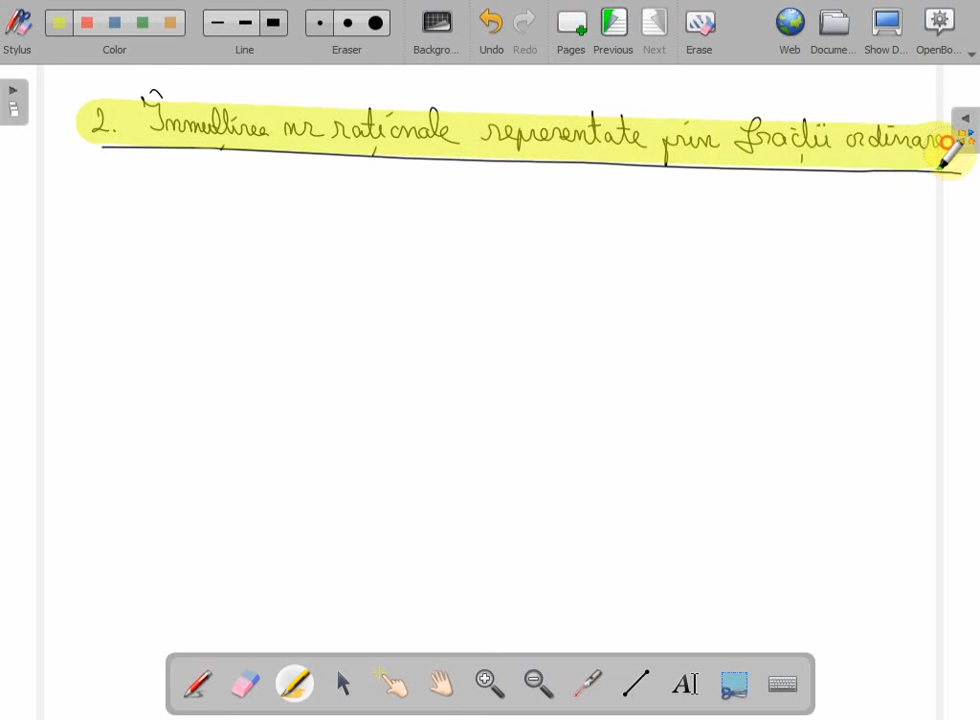 Stylus
Color
Line
Eraser
Backgro...
Undo
Redo
Pages
Previous
Next
Erase
Web
Docume...
Show D...
OpenBo...
2. Înmulțirea nr raționale reprezentate prin fracții ordinare